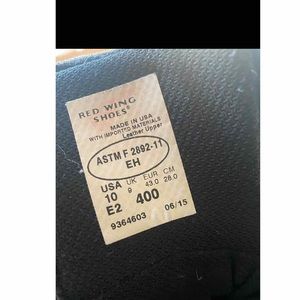 RED WING
SHOES
MADE IN USA
WITH IMPORTED MATERIALS
Leather Upper
ASTM F 2892-11
EH
USA UK EUR CM
10 9 43.0 28.0
E2 400
9364603 06/15